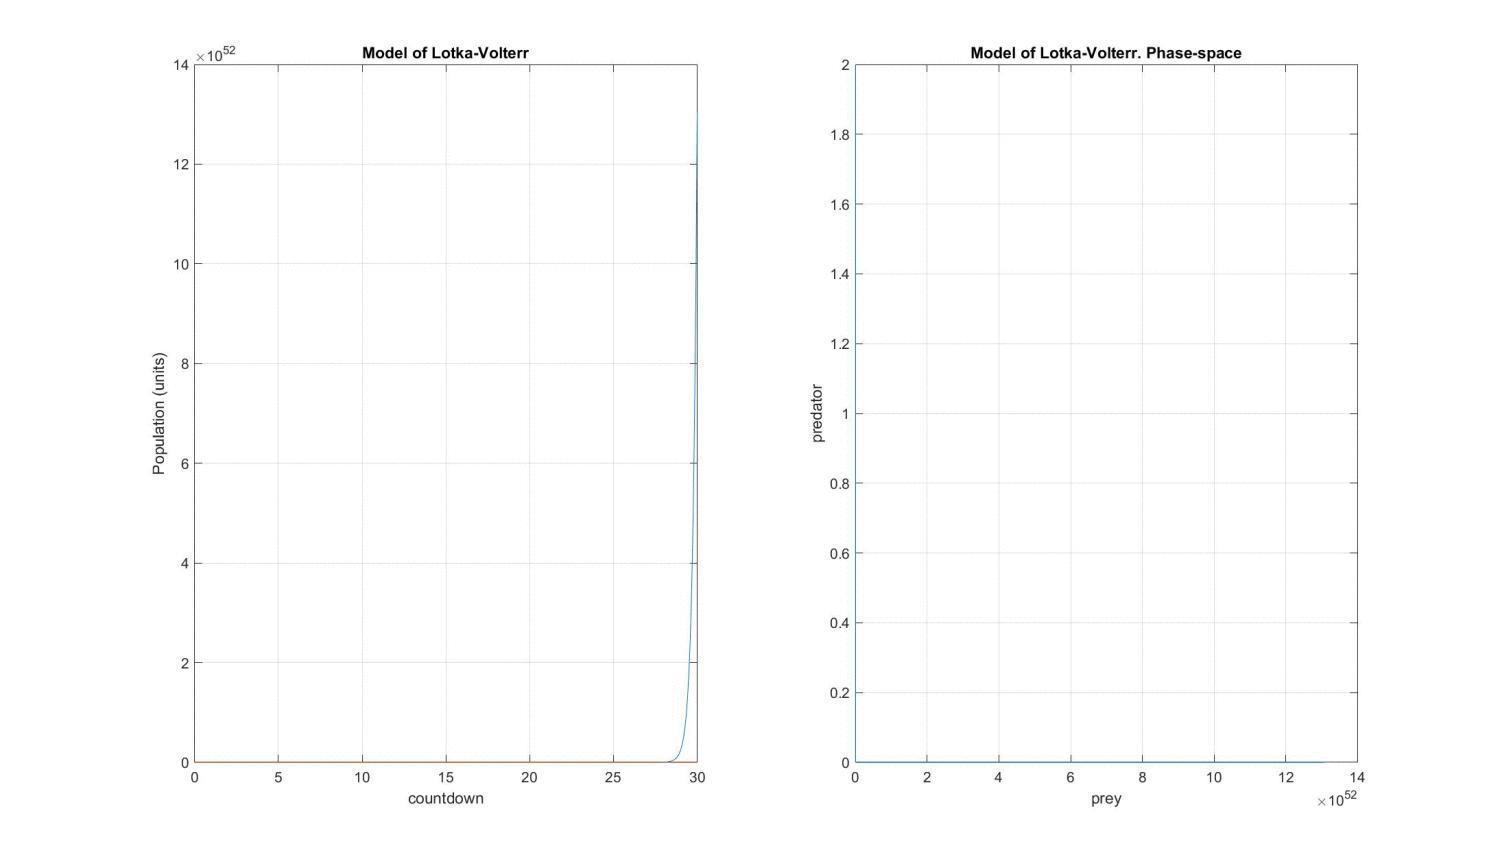 Model of Lotka-Volterr
×10^52
14
12
10
8
6
4
2
0
0 5 10 15 20 25 30
Population (units)
countdown
Model of Lotka-Volterr. Phase-space
2
1.8
1.6
1.4
1.2
1
0.8
0.6
0.4
0.2
0
0 2 4 6 8 10 12 14
×10^52
predator
prey